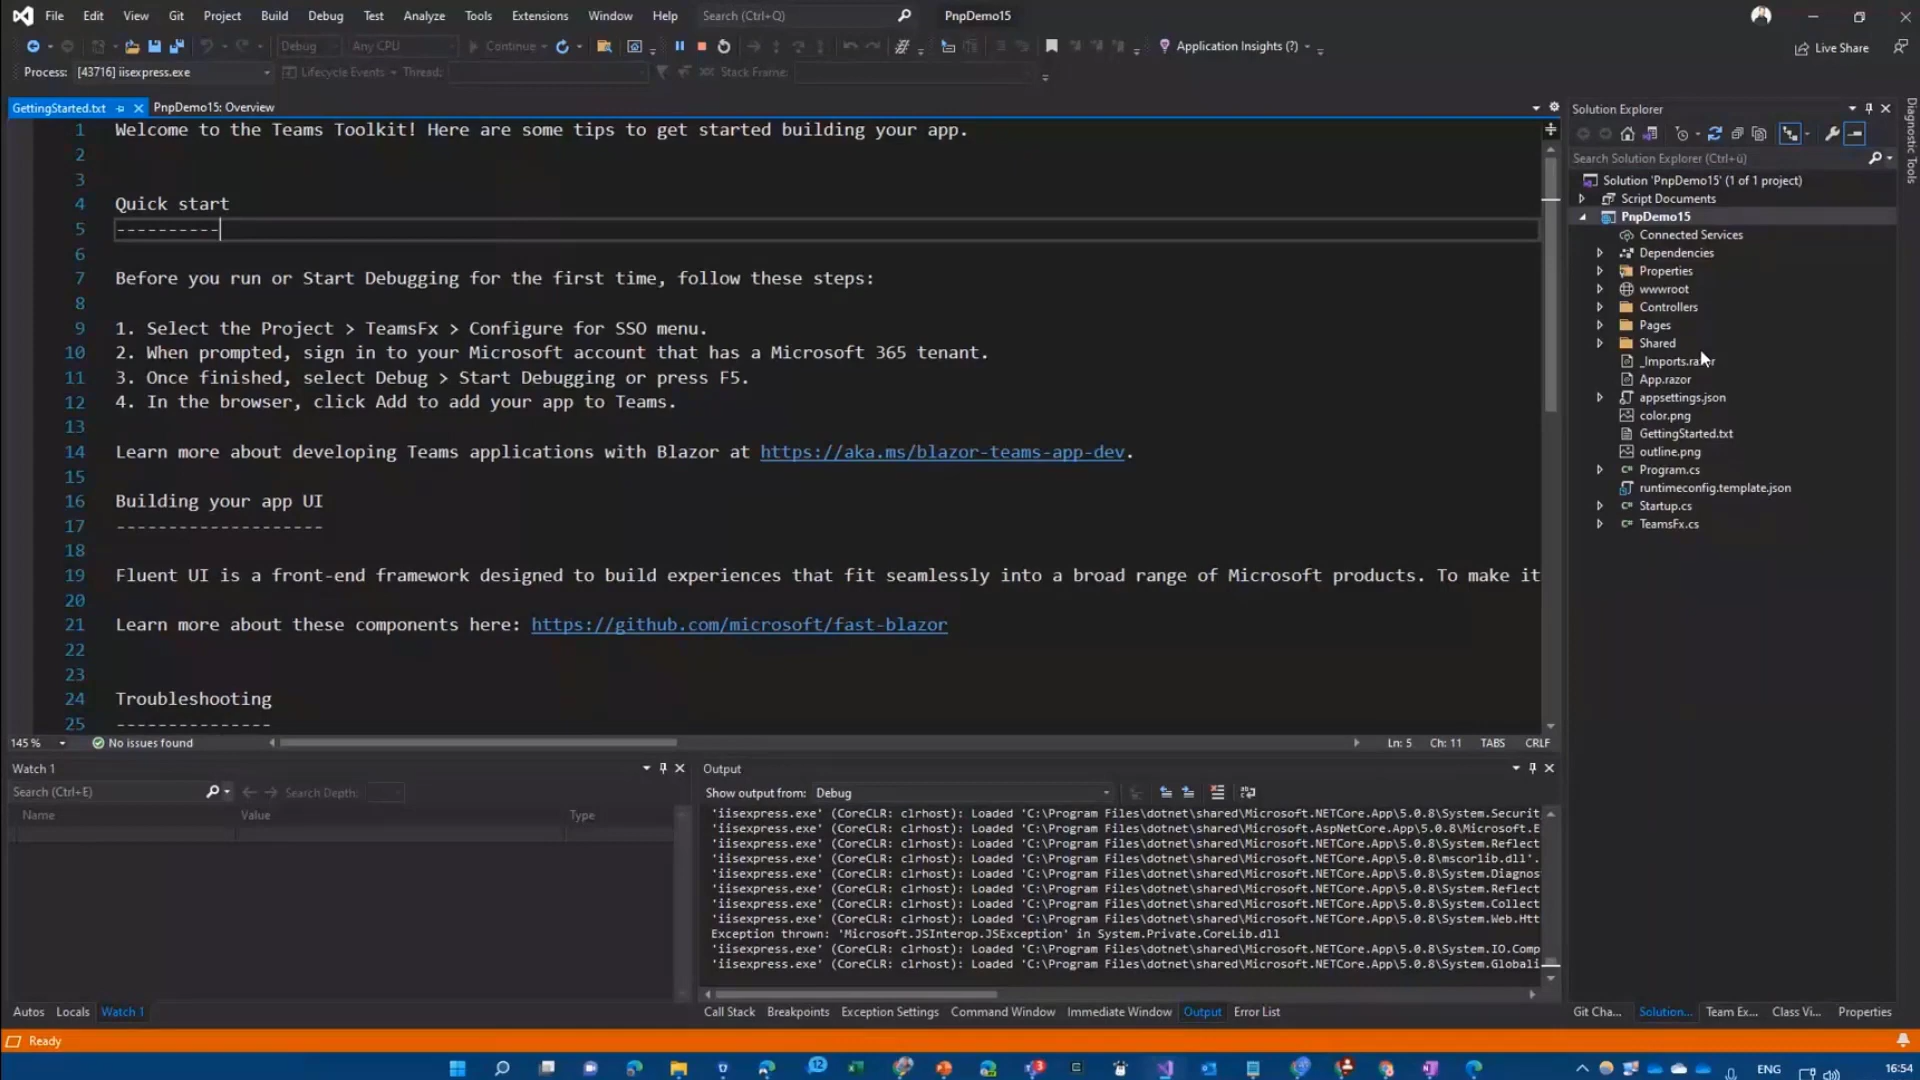 File Edit View Git Project Build Debug Test Analyze Tools Extensions Window Help Search (Ctrl+Q) PnpDemo15
Debug Any CPU Continue Application Insights (?) Live Share
Process: [43716] iisexpress.exe Lifecycle Events Thread: Stack Frame:
GettingStarted.txt PnpDemo15: Overview
1 Welcome to the Teams Toolkit! Here are some tips to get started building your app.
2
3
4 Quick start
5 ----------
6
7 Before you run or Start Debugging for the first time, follow these steps:
8
9 1. Select the Project > TeamsFx > Configure for SSO menu.
10 2. When prompted, sign in to your Microsoft account that has a Microsoft 365 tenant.
11 3. Once finished, select Debug > Start Debugging or press F5.
12 4. In the browser, click Add to add your app to Teams.
13
14 Learn more about developing Teams applications with Blazor at https://aka.ms/blazor-teams-app-dev.
15
16 Building your app UI
17 --------------------
18
19 Fluent UI is a front-end framework designed to build experiences that fit seamlessly into a broad range of Microsoft products. To make it
20
21 Learn more about these components here: https://github.com/microsoft/fast-blazor
22
23
24 Troubleshooting
25 ---------------
145 % No issues found Ln: 5 Ch: 11 TABS CRLF
Solution Explorer
Search Solution Explorer (Ctrl+ü)
Solution 'PnpDemo15' (1 of 1 project)
Script Documents
PnpDemo15
Connected Services
Dependencies
Properties
wwwroot
Controllers
Pages
Shared
_Imports.razor
App.razor
appsettings.json
color.png
GettingStarted.txt
outline.png
Program.cs
runtimeconfig.template.json
Startup.cs
TeamsFx.cs
Diagnostic Tools
Watch 1
Search (Ctrl+E) Search Depth:
Name Value Type
Output
Show output from: Debug
'iisexpress.exe' (CoreCLR: clrhost): Loaded 'C:\Program Files\dotnet\shared\Microsoft.NETCore.App\5.0.8\System.Securit
'iisexpress.exe' (CoreCLR: clrhost): Loaded 'C:\Program Files\dotnet\shared\Microsoft.AspNetCore.App\5.0.8\Microsoft.E
'iisexpress.exe' (CoreCLR: clrhost): Loaded 'C:\Program Files\dotnet\shared\Microsoft.NETCore.App\5.0.8\System.Reflect
'iisexpress.exe' (CoreCLR: clrhost): Loaded 'C:\Program Files\dotnet\shared\Microsoft.NETCore.App\5.0.8\mscorlib.dll'.
'iisexpress.exe' (CoreCLR: clrhost): Loaded 'C:\Program Files\dotnet\shared\Microsoft.NETCore.App\5.0.8\System.Diagnos
'iisexpress.exe' (CoreCLR: clrhost): Loaded 'C:\Program Files\dotnet\shared\Microsoft.NETCore.App\5.0.8\System.Reflect
'iisexpress.exe' (CoreCLR: clrhost): Loaded 'C:\Program Files\dotnet\shared\Microsoft.NETCore.App\5.0.8\System.Collect
'iisexpress.exe' (CoreCLR: clrhost): Loaded 'C:\Program Files\dotnet\shared\Microsoft.NETCore.App\5.0.8\System.Web.Htt
Exception thrown: 'Microsoft.JSInterop.JSException' in System.Private.CoreLib.dll
'iisexpress.exe' (CoreCLR: clrhost): Loaded 'C:\Program Files\dotnet\shared\Microsoft.NETCore.App\5.0.8\System.IO.Comp
'iisexpress.exe' (CoreCLR: clrhost): Loaded 'C:\Program Files\dotnet\shared\Microsoft.NETCore.App\5.0.8\System.Globali
Autos Locals Watch 1
Call Stack Breakpoints Exception Settings Command Window Immediate Window Output Error List
Git Cha... Solution... Team Ex... Class Vi... Properties
Ready
12 ENG 16:54